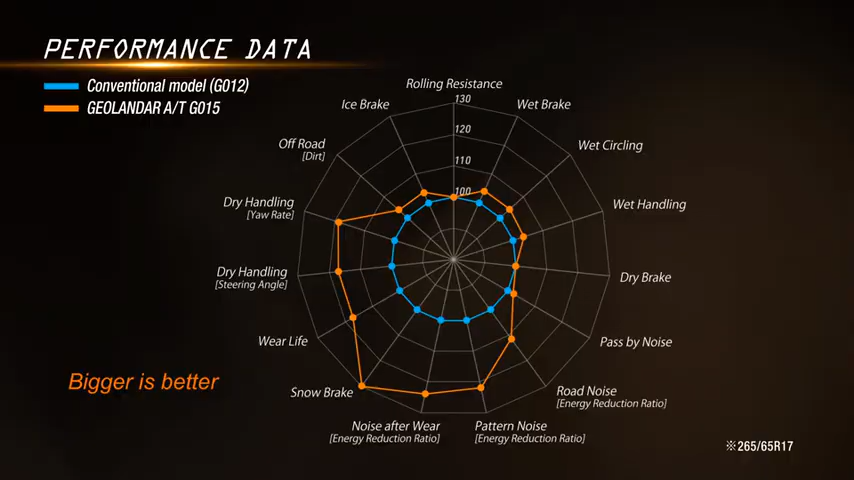 PERFORMANCE DATA
Conventional model (G012)
GEOLANDAR A/T G015
Rolling Resistance
130
120
110
100
Wet Brake
Wet Circling
Wet Handling
Dry Brake
Pass by Noise
Road Noise
[Energy Reduction Ratio]
Pattern Noise
[Energy Reduction Ratio]
Noise after Wear
[Energy Reduction Ratio]
Snow Brake
Wear Life
Dry Handling
[Steering Angle]
Dry Handling
[Yaw Rate]
Off Road
[Dirt]
Ice Brake
Bigger is better
※265/65R17